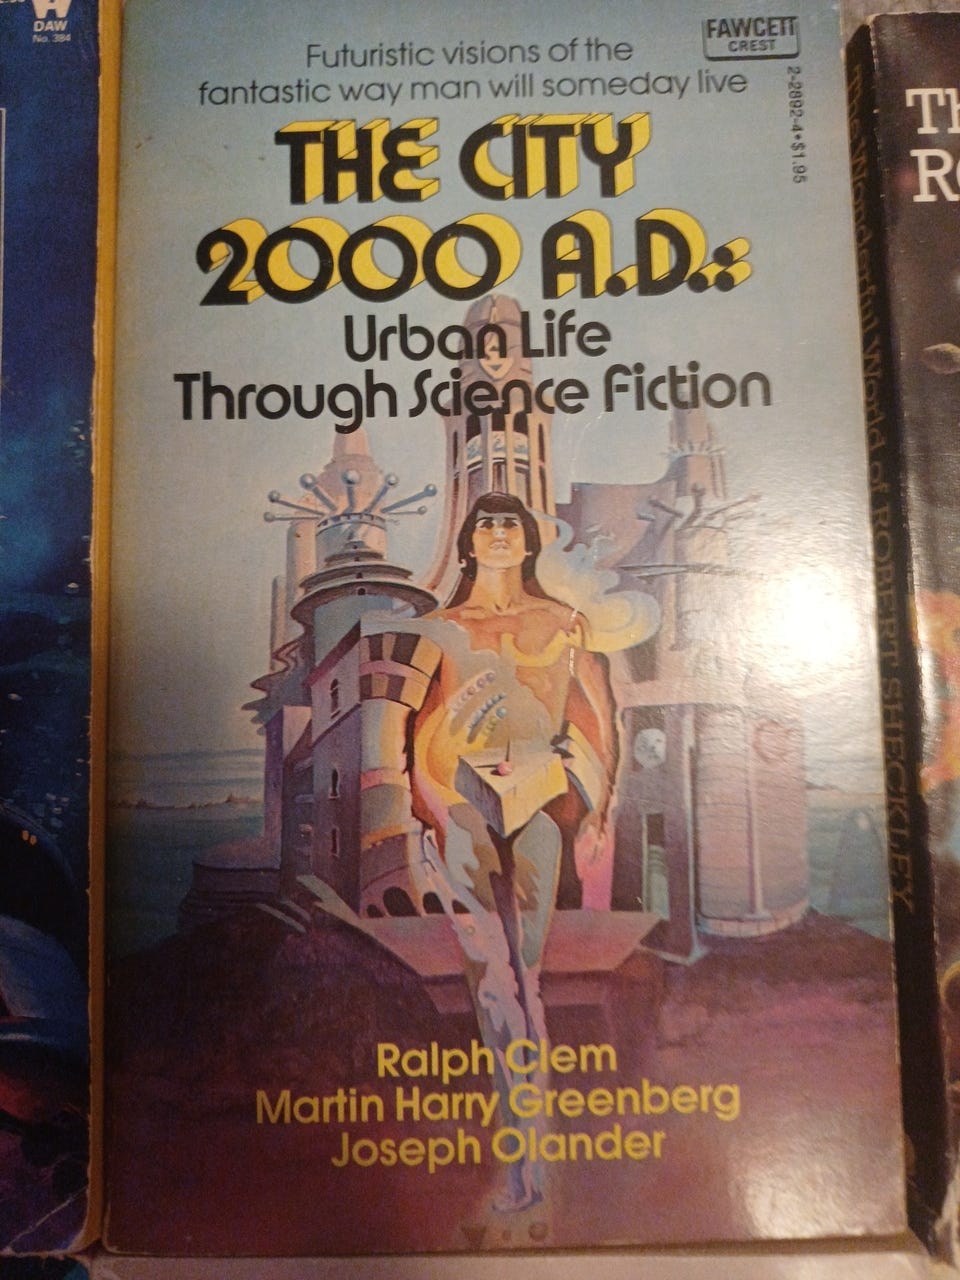 DAW
No. 384
Futuristic visions of the
fantastic way man will someday live
FAWCETT
CREST
2-2892-4 • $1.95
THE CITY
2000 A.D.:
Urban Life
Through Science Fiction
Ralph Clem
Martin Harry Greenberg
Joseph Olander
The Wonderful World of ROBERT SHECKLEY